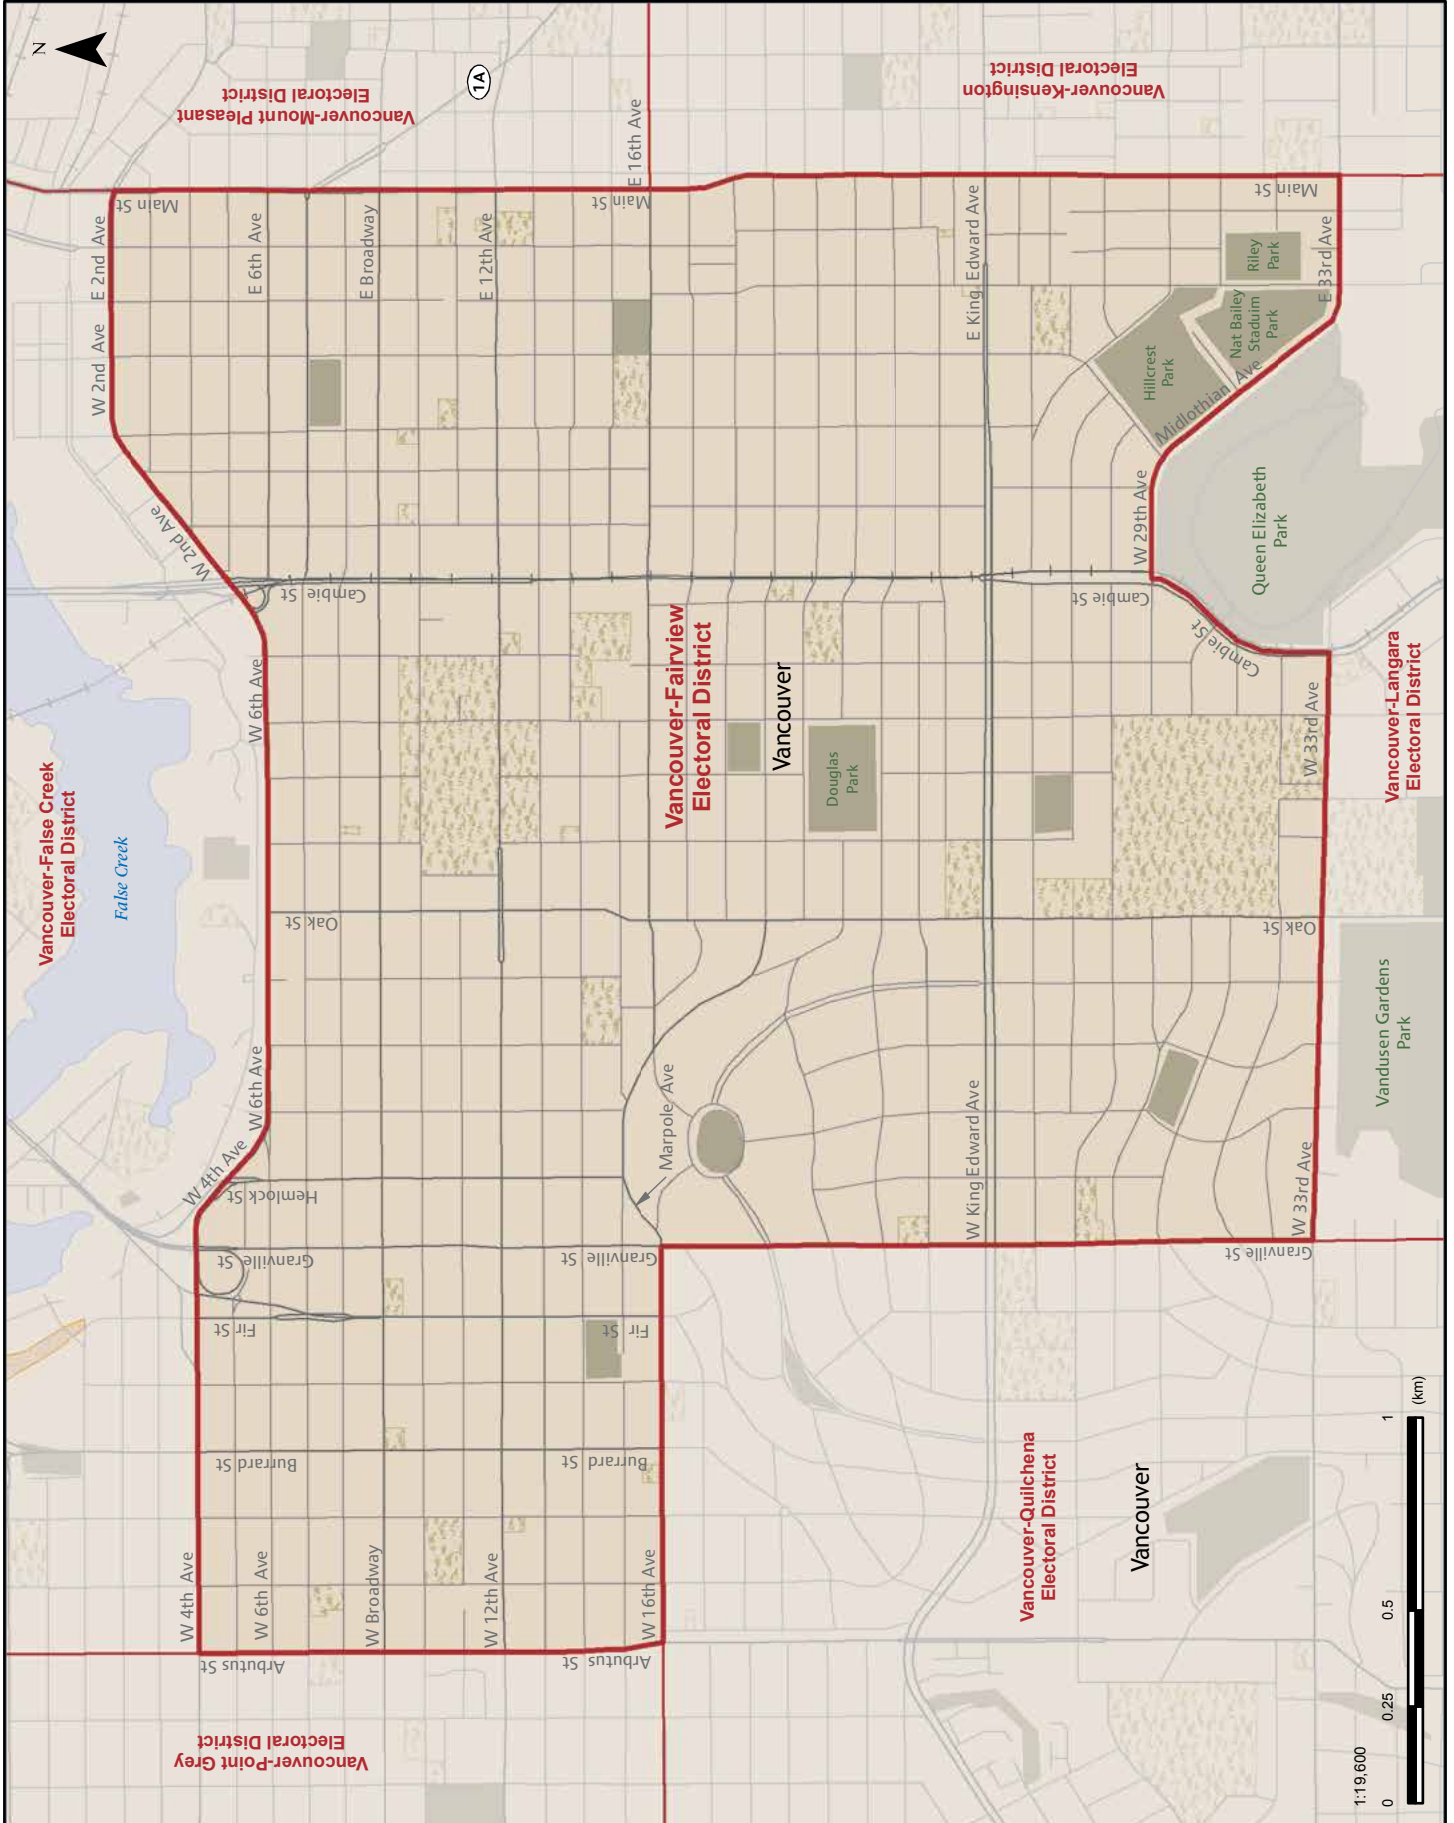 N
Vancouver-Mount Pleasant
Electoral District
1A
Vancouver-Kensington
Electoral District
E 16th Ave
Main St
Main St
Main St
E 2nd Ave
E 6th Ave
E Broadway
E 12th Ave
E King Edward Ave
E 33rd Ave
Riley
Park
Nat Bailey
Staduim
Park
Hillcrest
Park
Midlothian Ave
W 2nd Ave
W 2nd Ave
W 29th Ave
Queen Elizabeth
Park
Cambie St
Cambie St
Cambie St
W 6th Ave
Vancouver-Fairview
Electoral District
Vancouver
Douglas
Park
W 33rd Ave
Vancouver-Langara
Electoral District
Vancouver-False Creek
Electoral District
False Creek
Oak St
Oak St
Vandusen Gardens
Park
W 6th Ave
Marpole Ave
W King Edward Ave
W 33rd Ave
W 4th Ave
Hemlock St
Granville St
Granville St
Granville St
Fir St
Fir St
Burrard St
Burrard St
W 4th Ave
W 6th Ave
W Broadway
W 12th Ave
W 16th Ave
Arbutus St
Arbutus St
Vancouver-Quilchena
Electoral District
Vancouver
Vancouver-Point Grey
Electoral District
1:19,600
0
0.25
0.5
1
(km)